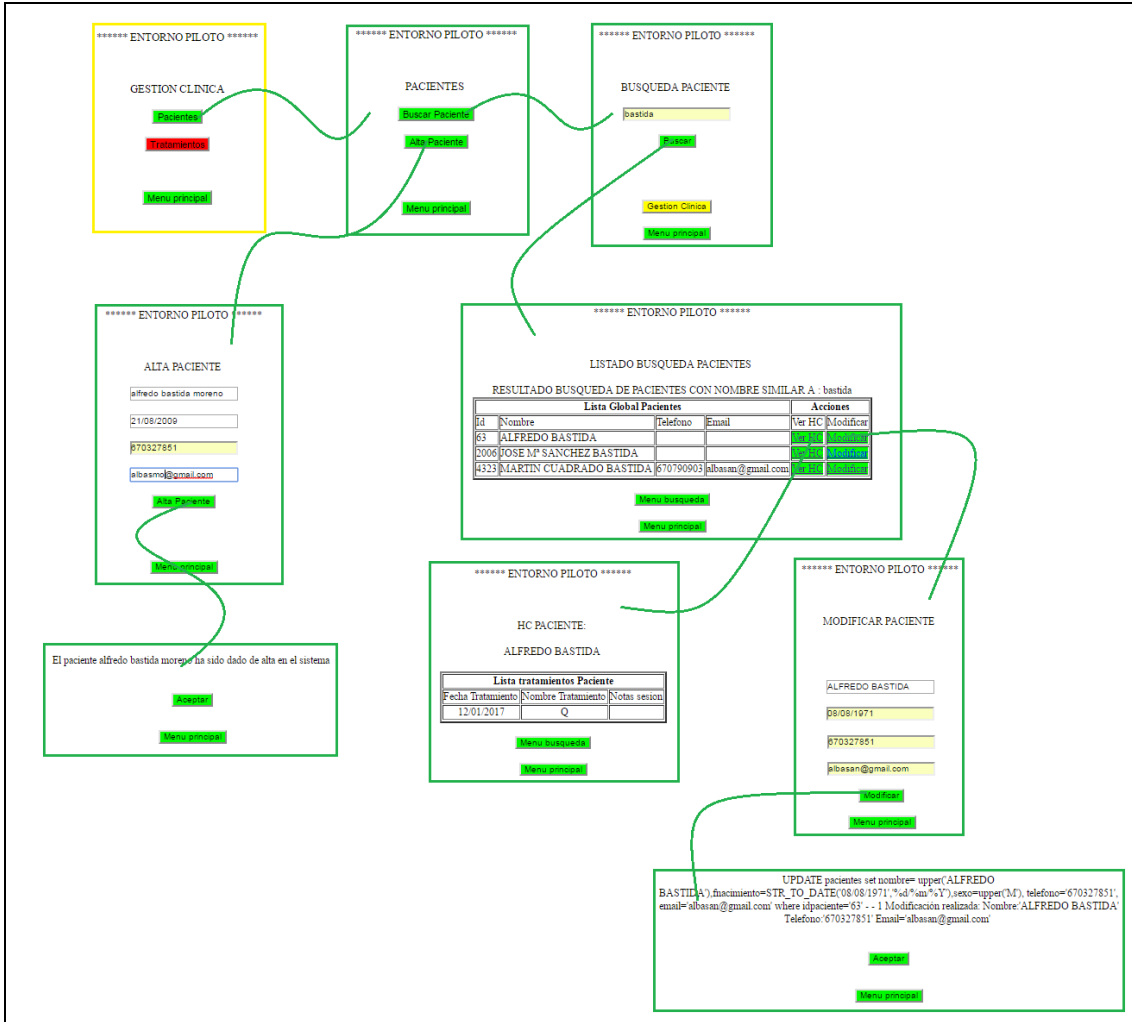 ****** ENTORNO PILOTO ******
GESTION CLINICA
Pacientes
Tratamientos
Menu principal
****** ENTORNO PILOTO ******
PACIENTES
Buscar Paciente
Alta Paciente
Menu principal
****** ENTORNO PILOTO ******
BUSQUEDA PACIENTE
bastida
Buscar
Gestion Clinica
Menu principal
****** ENTORNO PILOTO ******
ALTA PACIENTE
alfredo bastida moreno
21/08/2009
670327851
albasmo@gmail.com
Alta Paciente
Menu principal
El paciente alfredo bastida moreno ha sido dado de alta en el sistema
Aceptar
Menu principal
****** ENTORNO PILOTO ******
LISTADO BUSQUEDA PACIENTES
RESULTADO BUSQUEDA DE PACIENTES CON NOMBRE SIMILAR A : bastida
Lista Global Pacientes Acciones
Id Nombre Telefono Email Ver HC Modificar
63 ALFREDO BASTIDA Ver HC Modificar
2006 JOSE Mª SANCHEZ BASTIDA Ver HC Modificar
4323 MARTIN CUADRADO BASTIDA 670790903 albasan@gmail.com Ver HC Modificar
Menu busqueda
Menu principal
****** ENTORNO PILOTO ******
HC PACIENTE:
ALFREDO BASTIDA
Lista tratamientos Paciente
Fecha Tratamiento Nombre Tratamiento Notas sesion
12/01/2017 Q
Menu busqueda
Menu principal
****** ENTORNO PILOTO ******
MODIFICAR PACIENTE
ALFREDO BASTIDA
08/08/1971
670327851
albasan@gmail.com
Modificar
Menu principal
UPDATE pacientes set nombre= upper('ALFREDO
BASTIDA'),fnacimiento=STR_TO_DATE('08/08/1971','%d/%m/%Y'),sexo=upper('M'), telefono='670327851',
email='albasan@gmail.com' where idpaciente='63' - - 1 Modificación realizada: Nombre:'ALFREDO BASTIDA'
Telefono:'670327851' Email='albasan@gmail.com'
Aceptar
Menu principal